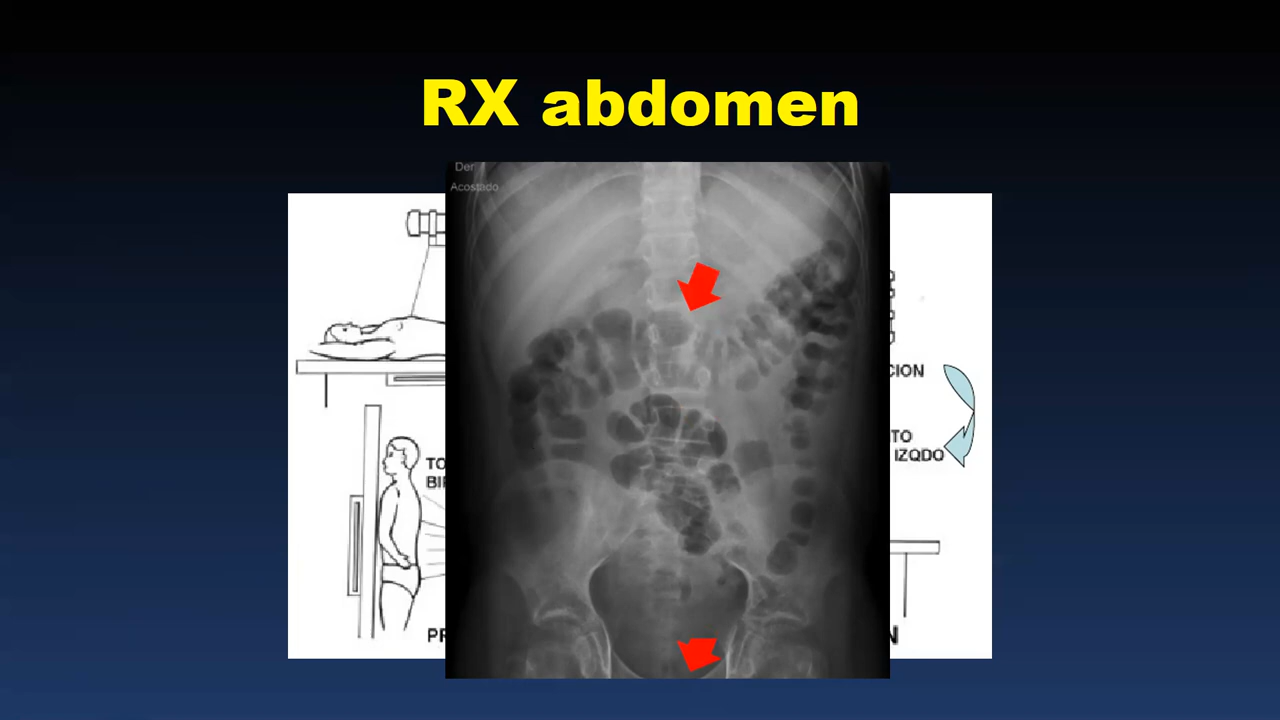 RX abdomen
Der
Acostado
CION
TO
TO
IZQDO
BI
PR
N